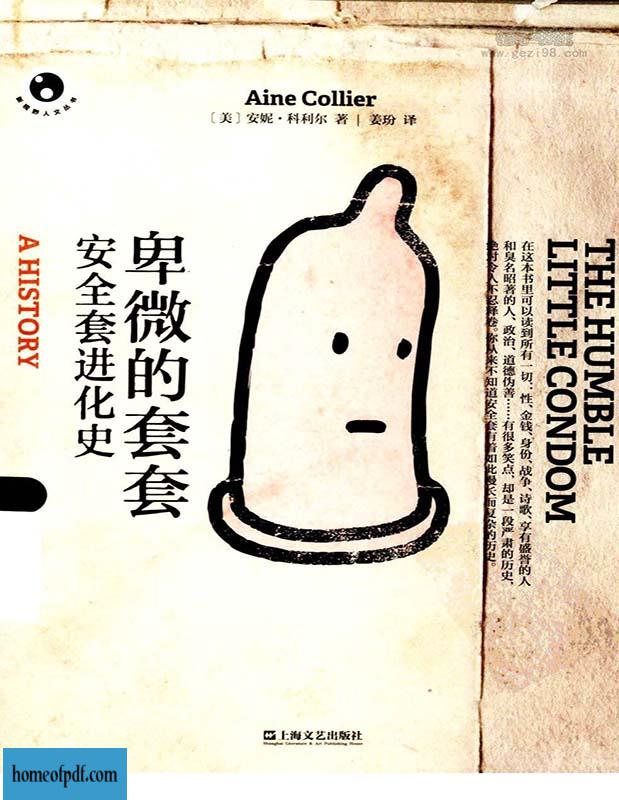 www.gezi98.com
新视野人文丛书
Aine Collier
［美］安妮·科利尔 著 | 姜玢 译
卑微的套套
安全套进化史
A HISTORY
THE HUMBLE
LITTLE CONDOM
在这本书里可以读到所有一切：性、金钱、身份、战争、诗歌、享有盛誉的人
和臭名昭著的人、政治、道德伪善……有很多笑点，却是一段严肃的历史，
绝对令人不忍释卷。你从来不知道安全套有着如此漫长而复杂的历史。
上海文艺出版社
Shanghai Literature & Art Publishing House
homeofpdf.com